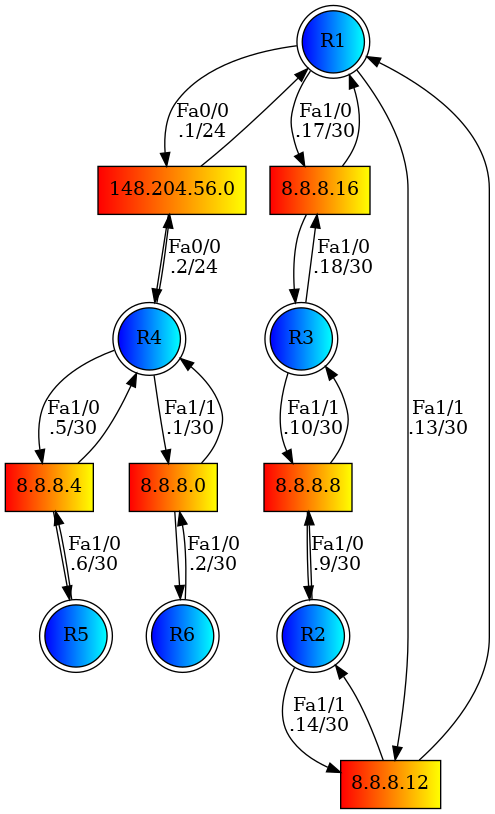 R1
Fa0/0
.1/24
Fa1/0
.17/30
148.204.56.0
8.8.8.16
Fa0/0
.2/24
Fa1/0
.18/30
R4
R3
Fa1/0
.5/30
Fa1/1
.1/30
Fa1/1
.10/30
Fa1/1
.13/30
8.8.8.4
8.8.8.0
8.8.8.8
Fa1/0
.6/30
Fa1/0
.2/30
Fa1/0
.9/30
R5
R6
R2
Fa1/1
.14/30
8.8.8.12